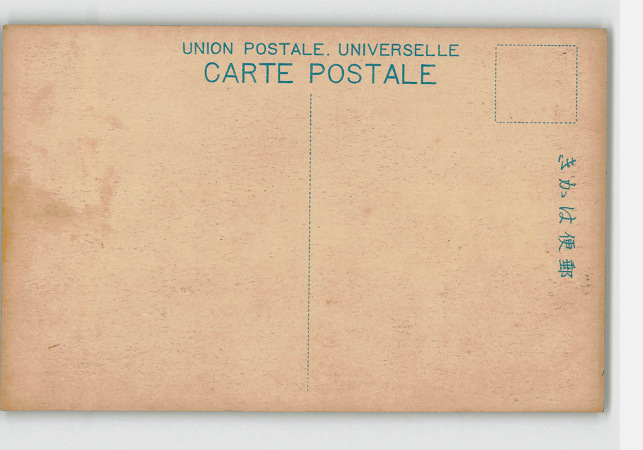 UNION POSTALE. UNIVERSELLE
CARTE POSTALE
きかは便郵